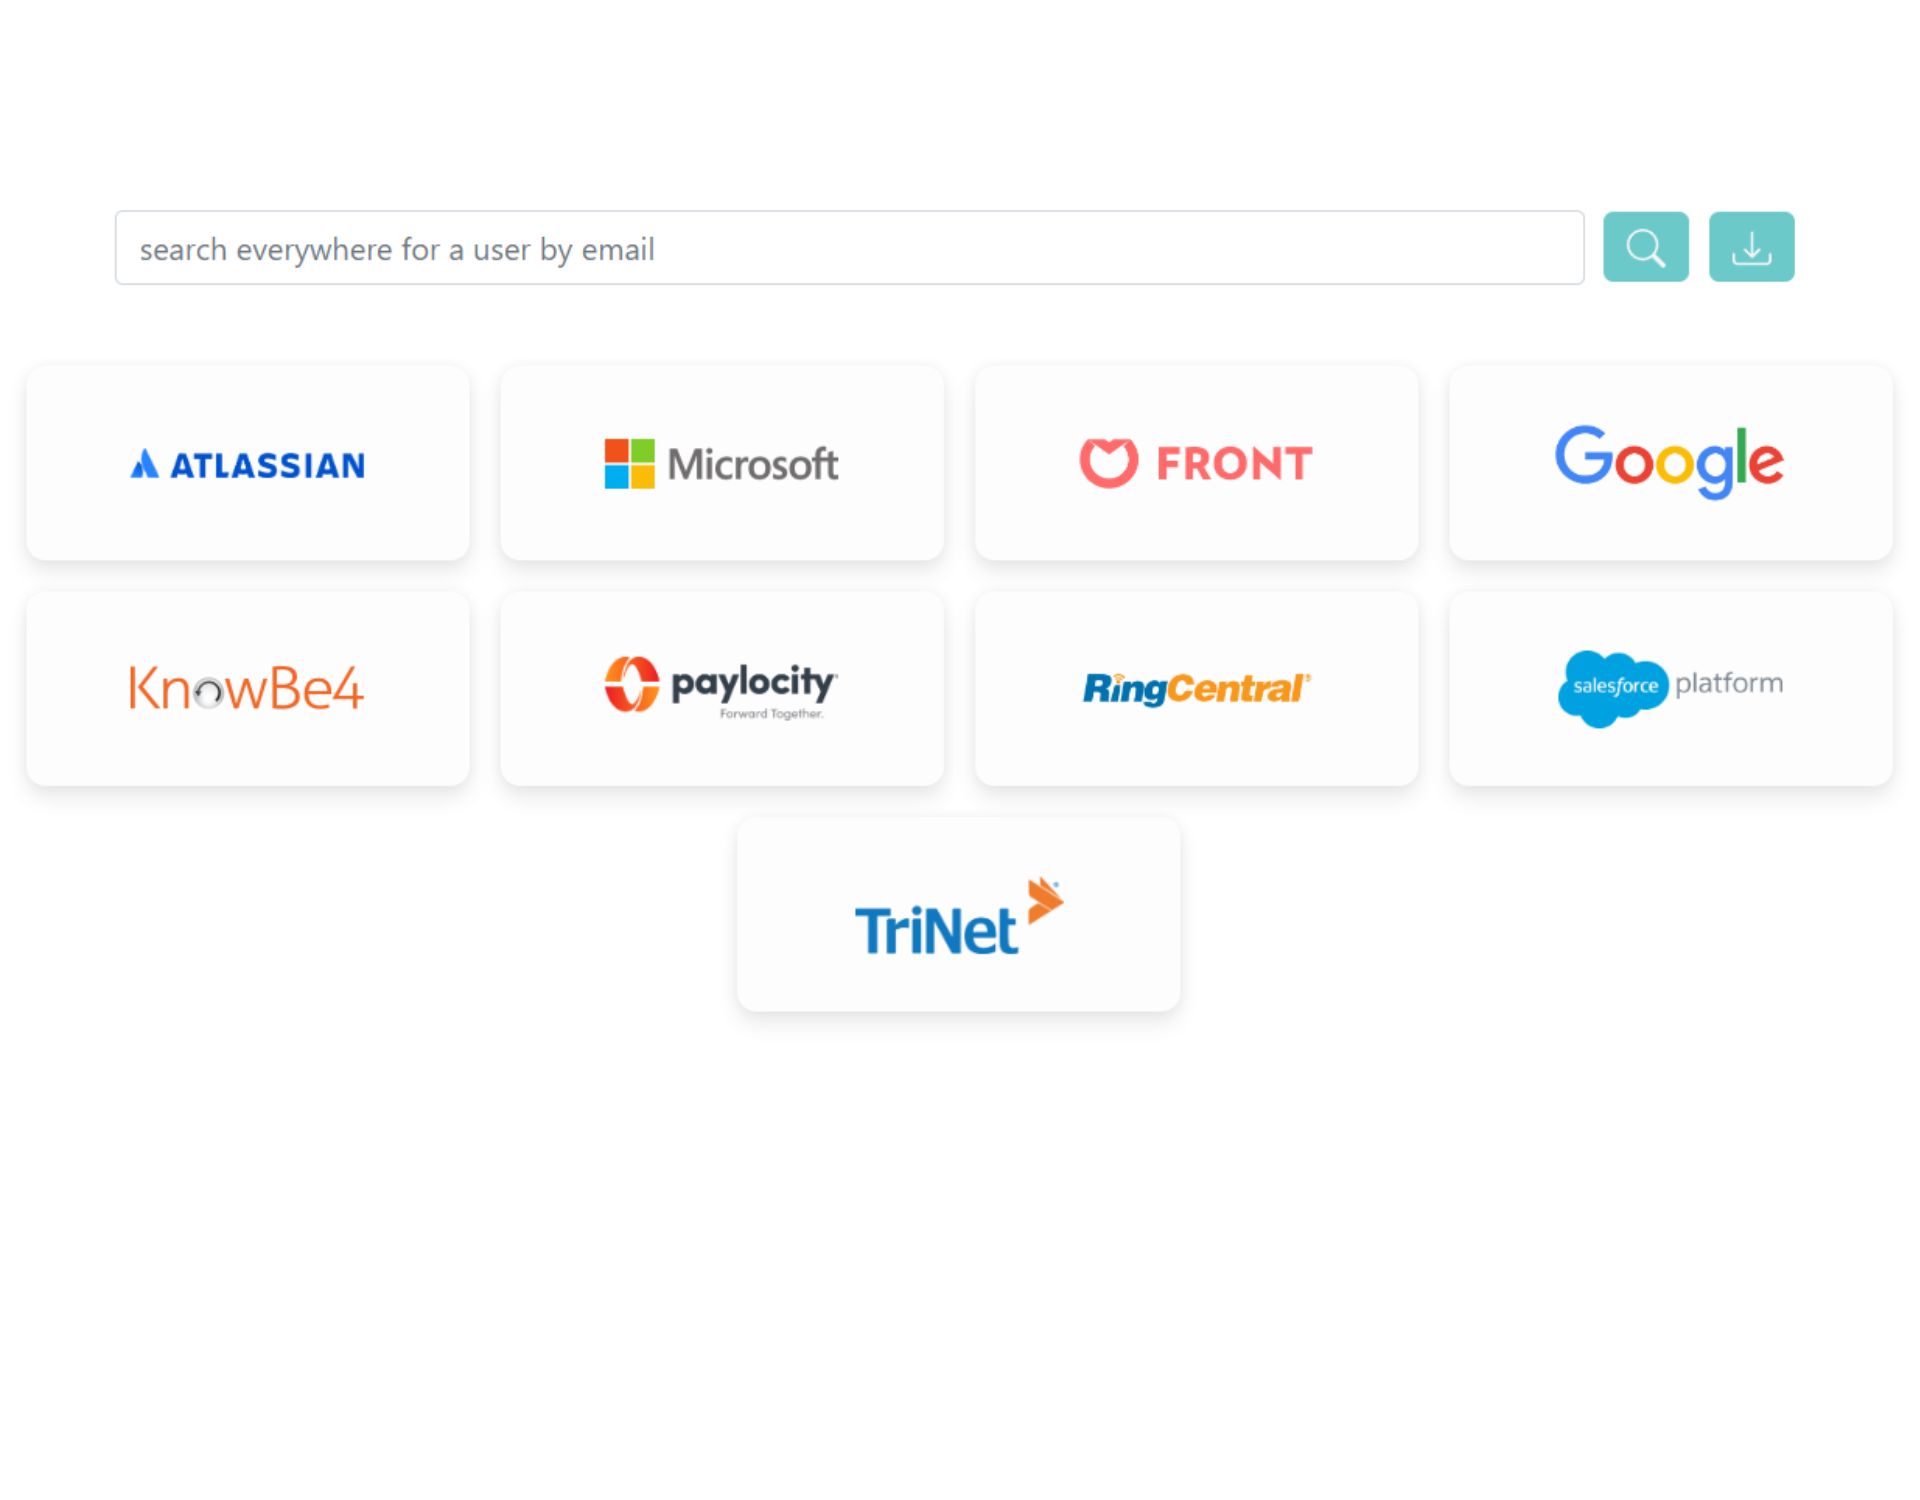 search everywhere for a user by email
ATLASSIAN
Microsoft
FRONT
Google
KnowBe4
paylocity
Forward Together.
RingCentral®
salesforce platform
TriNet